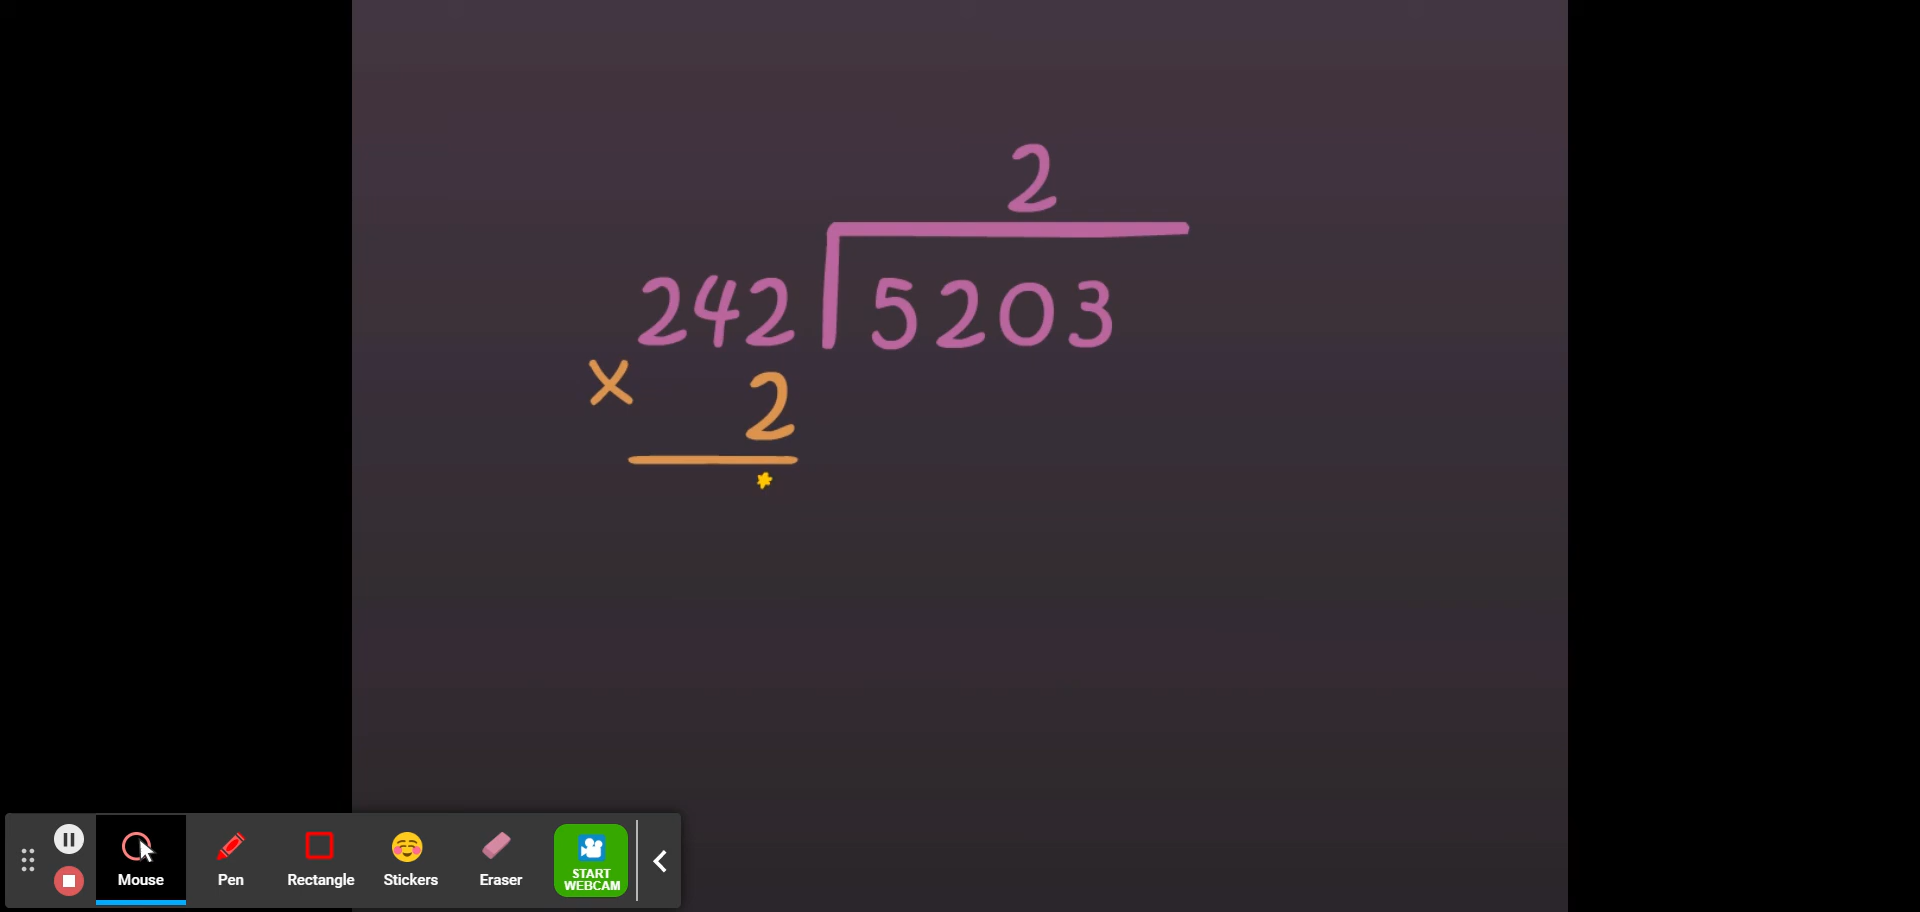 2
242 5203
× 2
Mouse Pen Rectangle Stickers Eraser START
WEBCAM